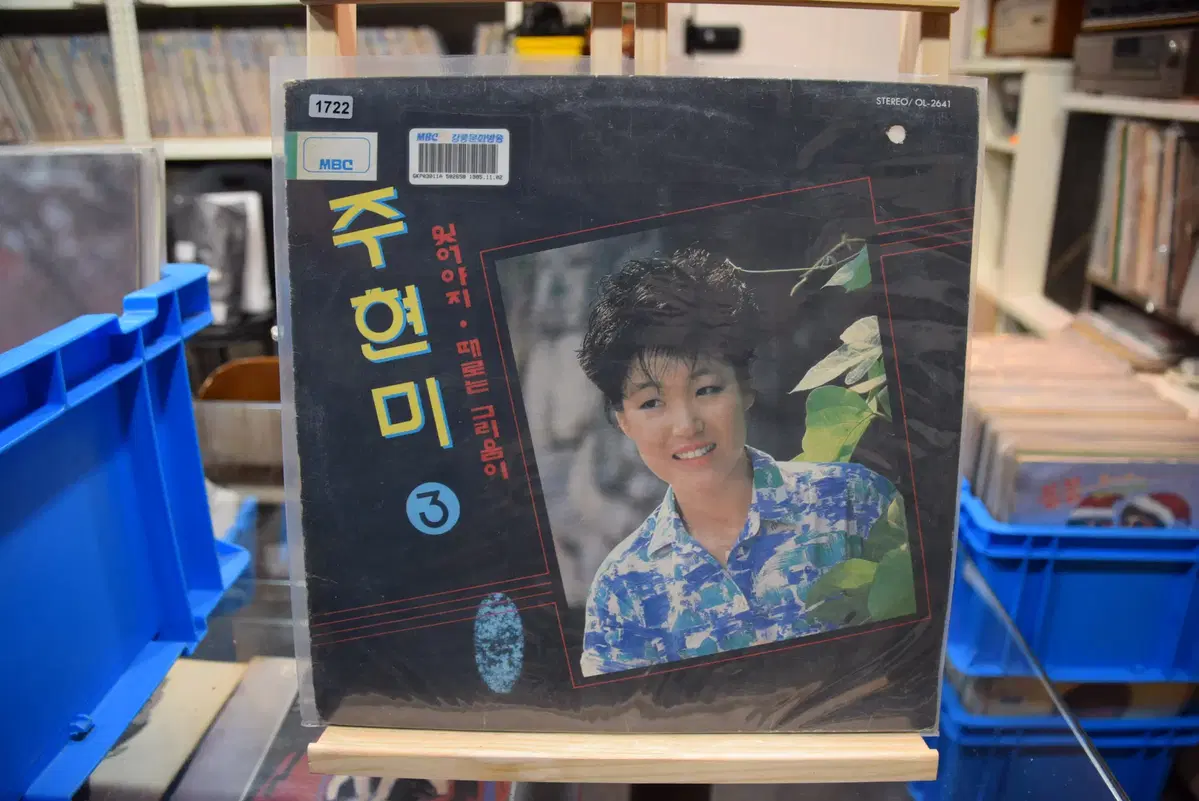 1722
STEREO/ OL-2641
MBC
MBC 강릉문화방송
주현미
잊어야지 • 때로는 그리움이
3